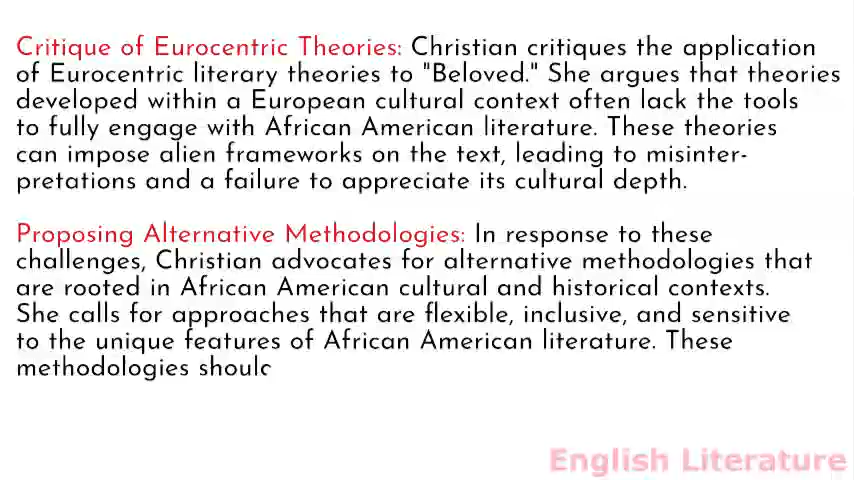 Critique of Eurocentric Theories: Christian critiques the application
of Eurocentric literary theories to "Beloved." She argues that theories
developed within a European cultural context often lack the tools
to fully engage with African American literature. These theories
can impose alien frameworks on the text, leading to misinter-
pretations and a failure to appreciate its cultural depth.
Proposing Alternative Methodologies: In response to these
challenges, Christian advocates for alternative methodologies that
are rooted in African American cultural and historical contexts.
She calls for approaches that are flexible, inclusive, and sensitive
to the unique features of African American literature. These
methodologies
English Literature